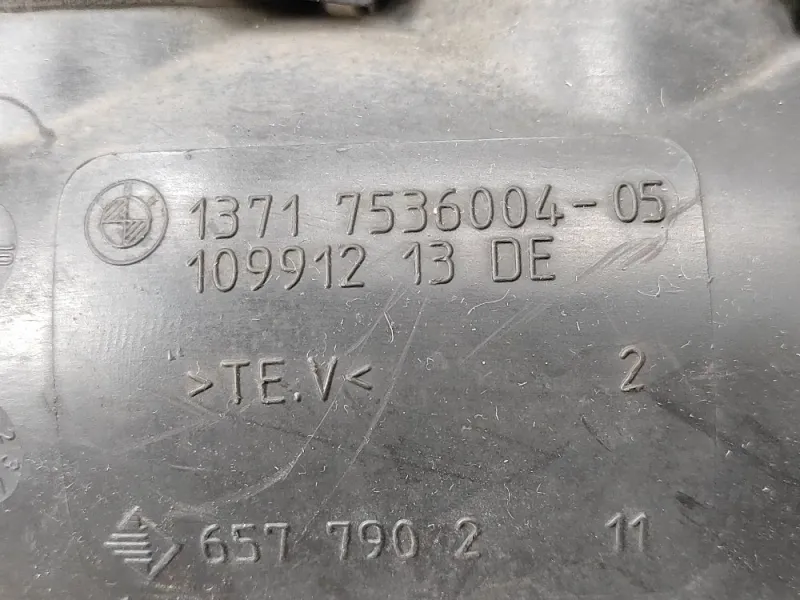 1371 7536004-05
109912 13 DE
>TE.V< 2
657 790 2 11